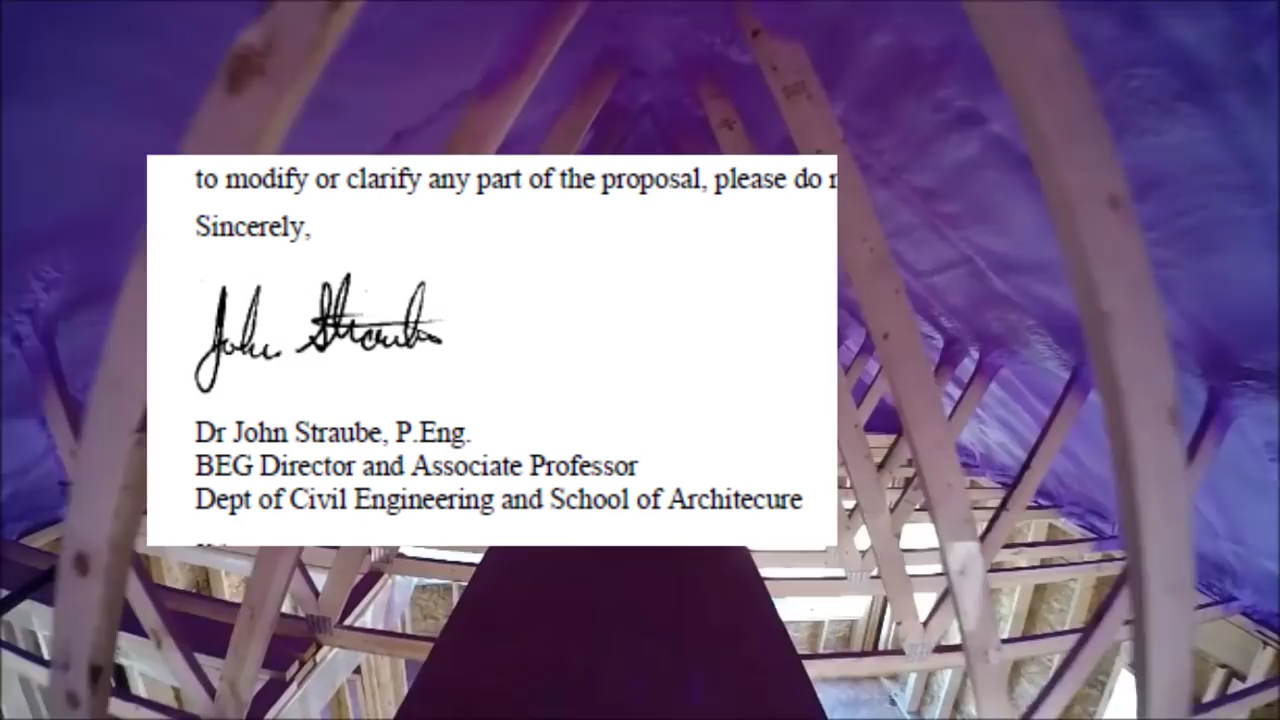 to modify or clarify any part of the proposal, please do
Sincerely,
John Straube
Dr John Straube, P.Eng.
BEG Director and Associate Professor
Dept of Civil Engineering and School of Architecure